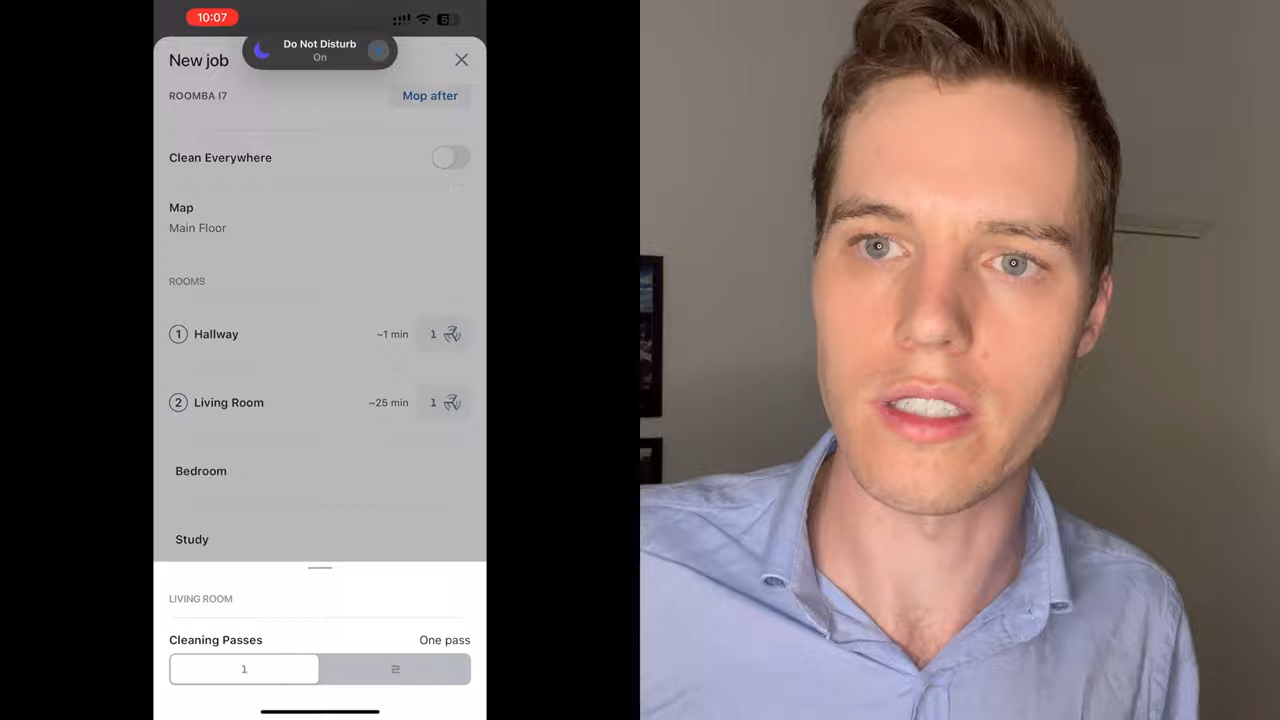 10:07
Do Not Disturb
On
New job
ROOMBA I7
Mop after
Clean Everywhere
Map
Main Floor
ROOMS
1 Hallway ~1 min 1
2 Living Room ~25 min 1
Bedroom
Study
LIVING ROOM
Cleaning Passes One pass
1 2